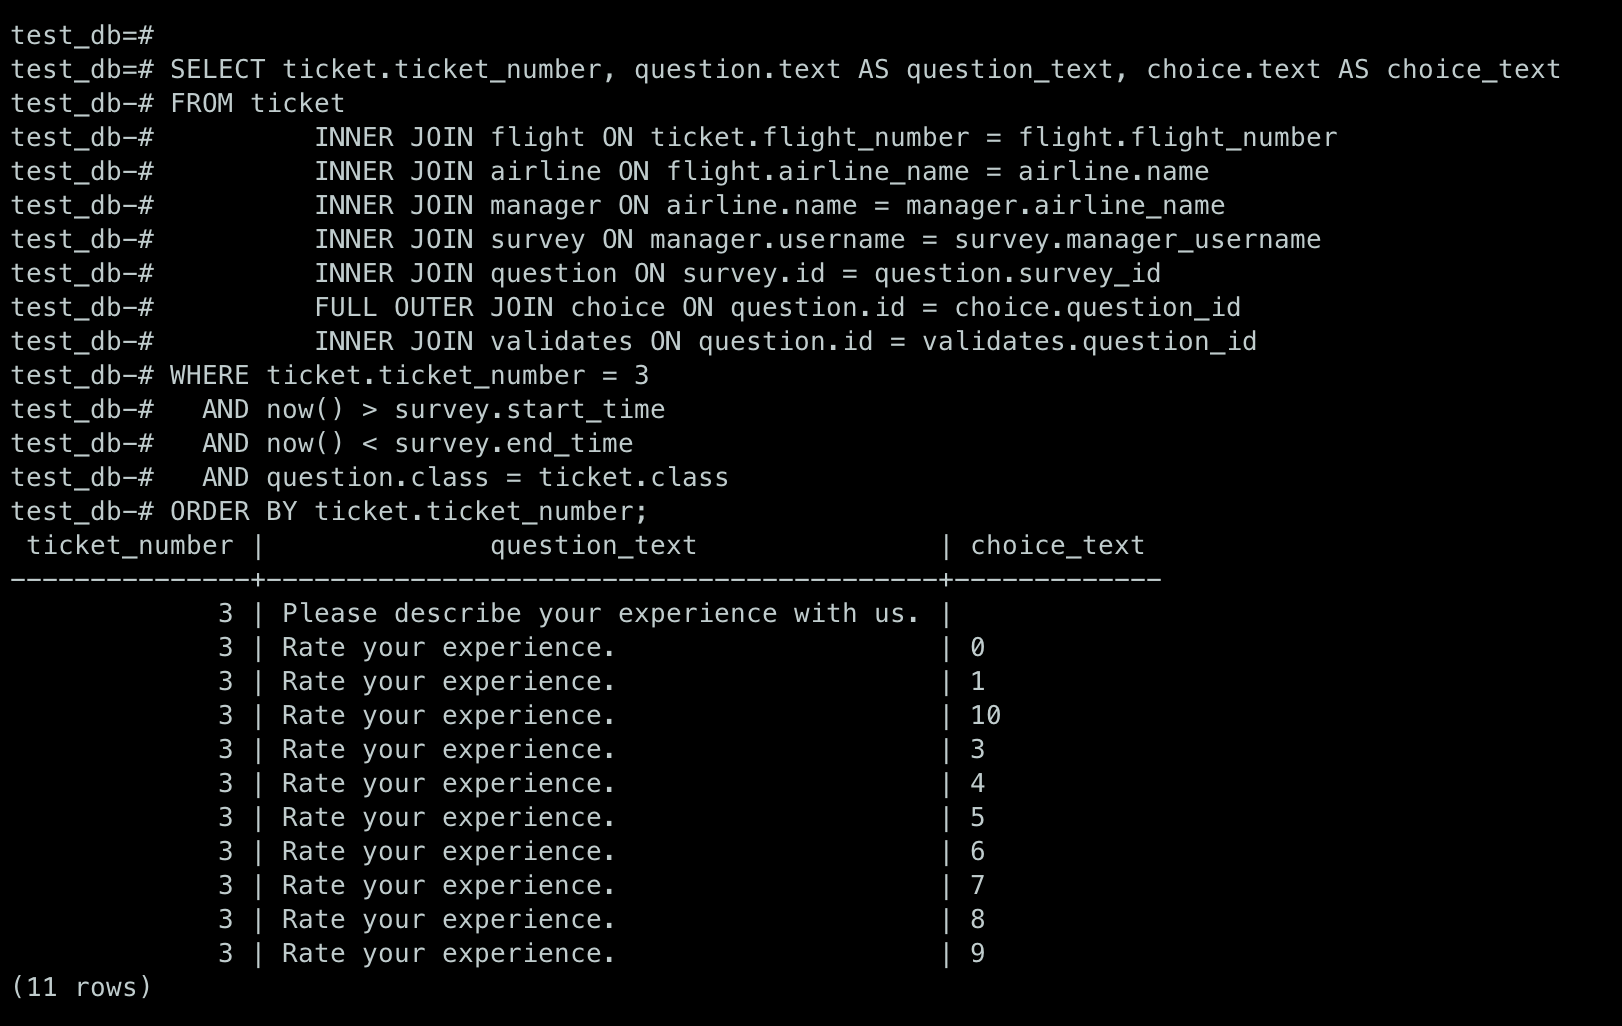 test_db=#
test_db=# SELECT ticket.ticket_number, question.text AS question_text, choice.text AS choice_text
test_db-# FROM ticket
test_db-#          INNER JOIN flight ON ticket.flight_number = flight.flight_number
test_db-#          INNER JOIN airline ON flight.airline_name = airline.name
test_db-#          INNER JOIN manager ON airline.name = manager.airline_name
test_db-#          INNER JOIN survey ON manager.username = survey.manager_username
test_db-#          INNER JOIN question ON survey.id = question.survey_id
test_db-#          FULL OUTER JOIN choice ON question.id = choice.question_id
test_db-#          INNER JOIN validates ON question.id = validates.question_id
test_db-# WHERE ticket.ticket_number = 3
test_db-#   AND now() > survey.start_time
test_db-#   AND now() < survey.end_time
test_db-#   AND question.class = ticket.class
test_db-# ORDER BY ticket.ticket_number;
 ticket_number |              question_text               | choice_text
---------------+------------------------------------------+-------------
             3 | Please describe your experience with us. |
             3 | Rate your experience.                    | 0
             3 | Rate your experience.                    | 1
             3 | Rate your experience.                    | 10
             3 | Rate your experience.                    | 3
             3 | Rate your experience.                    | 4
             3 | Rate your experience.                    | 5
             3 | Rate your experience.                    | 6
             3 | Rate your experience.                    | 7
             3 | Rate your experience.                    | 8
             3 | Rate your experience.                    | 9
(11 rows)